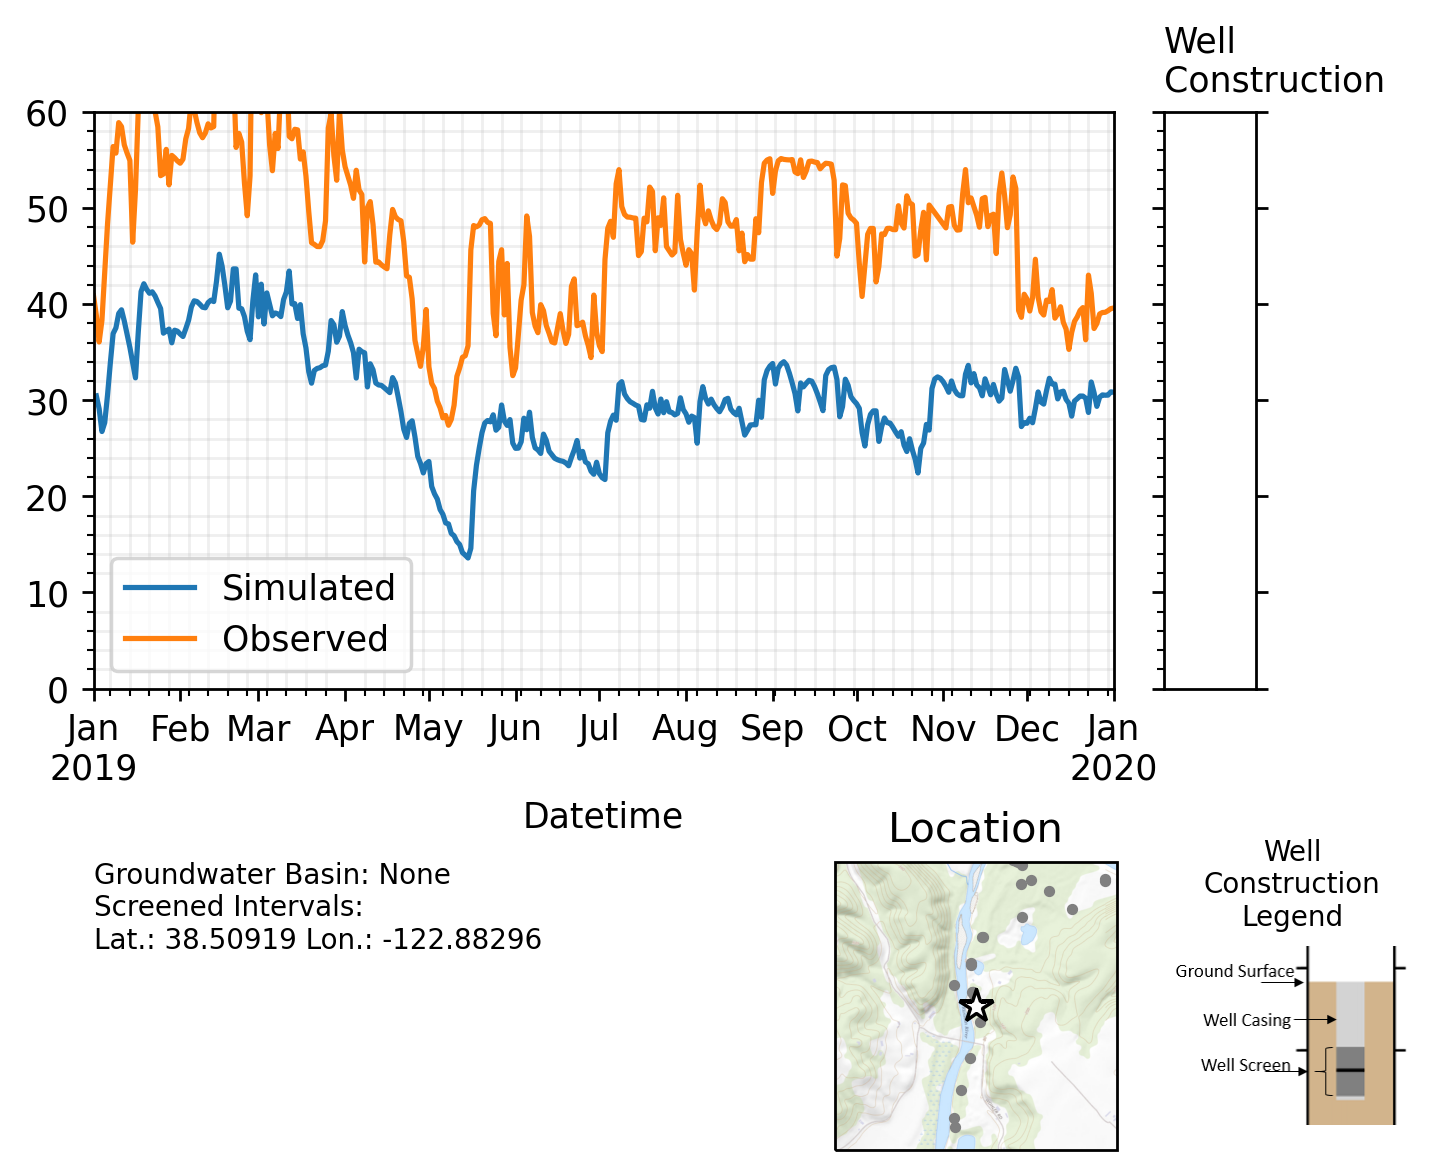 Well
Construction
60
50
40
30
20
10
0
Simulated
Observed
Jan Feb Mar Apr May Jun Jul Aug Sep Oct Nov Dec Jan
2019 2020
Datetime
Groundwater Basin: None
Screened Intervals:
Lat.: 38.50919 Lon.: -122.88296
Location
Well
Construction
Legend
Ground Surface
Well Casing
Well Screen